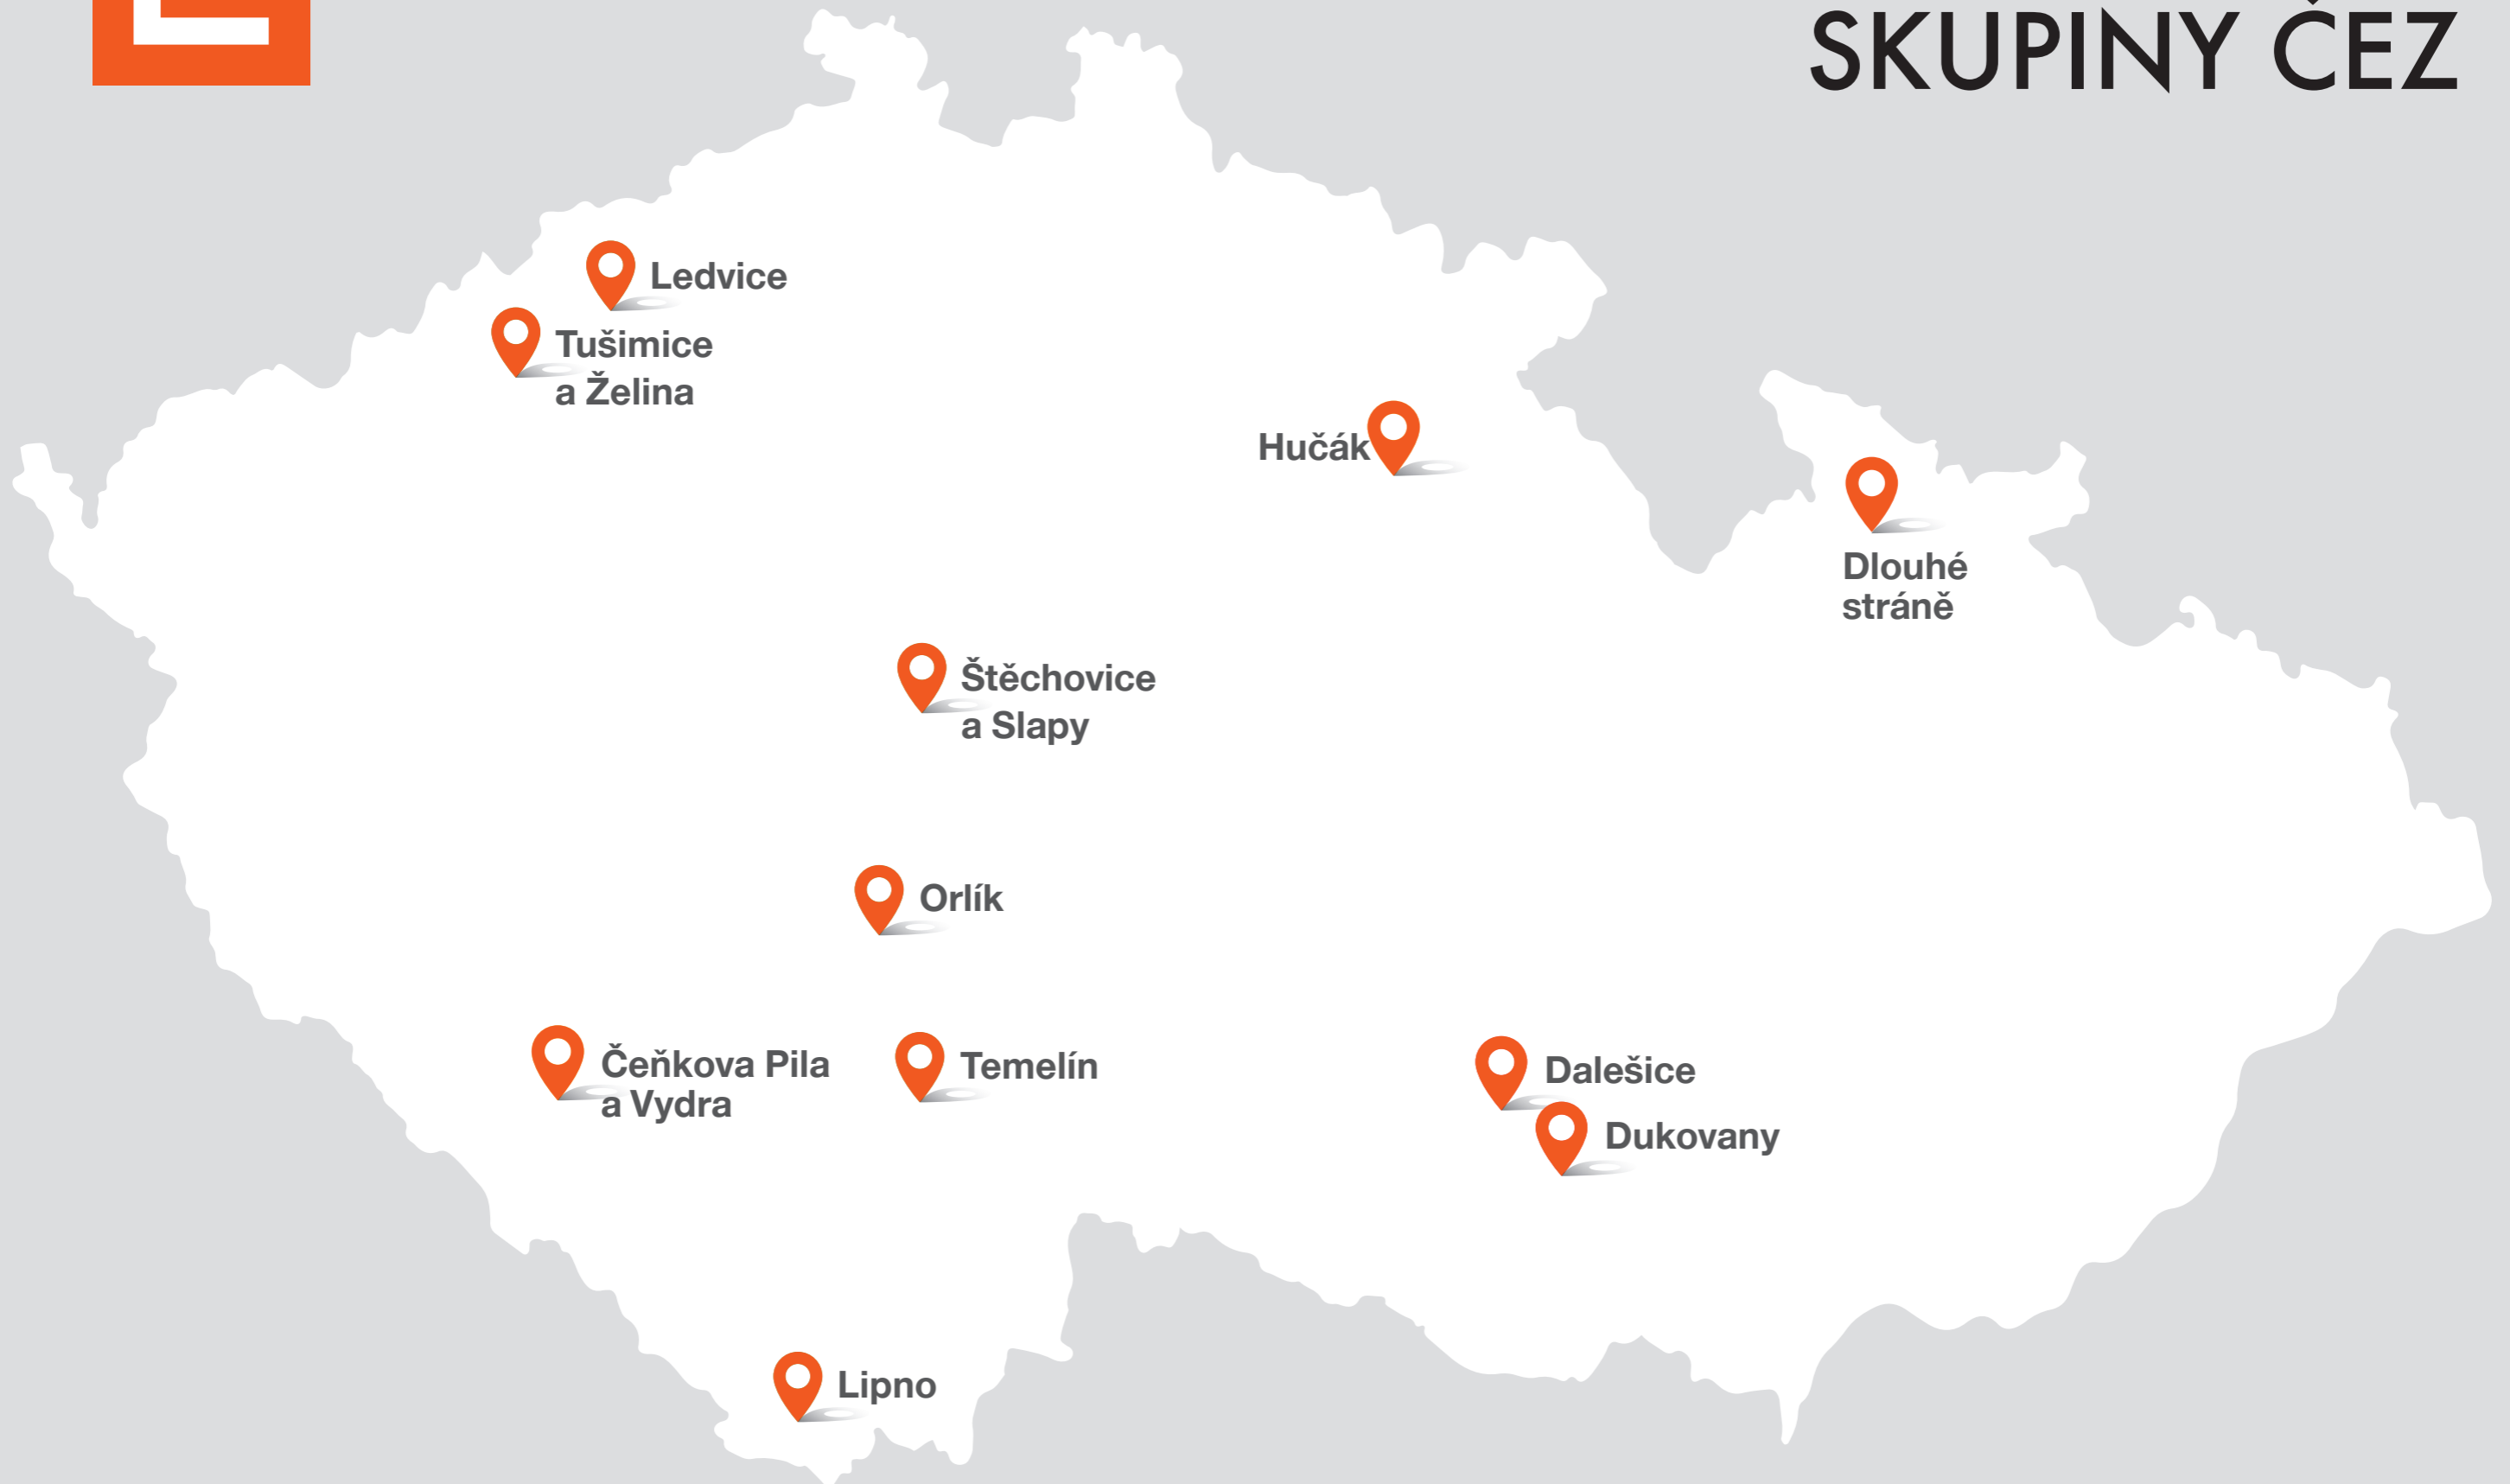 SKUPINY ČEZ
Ledvice
Tušimice
a Želina
Hučák
Dlouhé
stráně
Štěchovice
a Slapy
Orlík
Čeňkova Pila
a Vydra
Temelín
Dalešice
Dukovany
Lipno